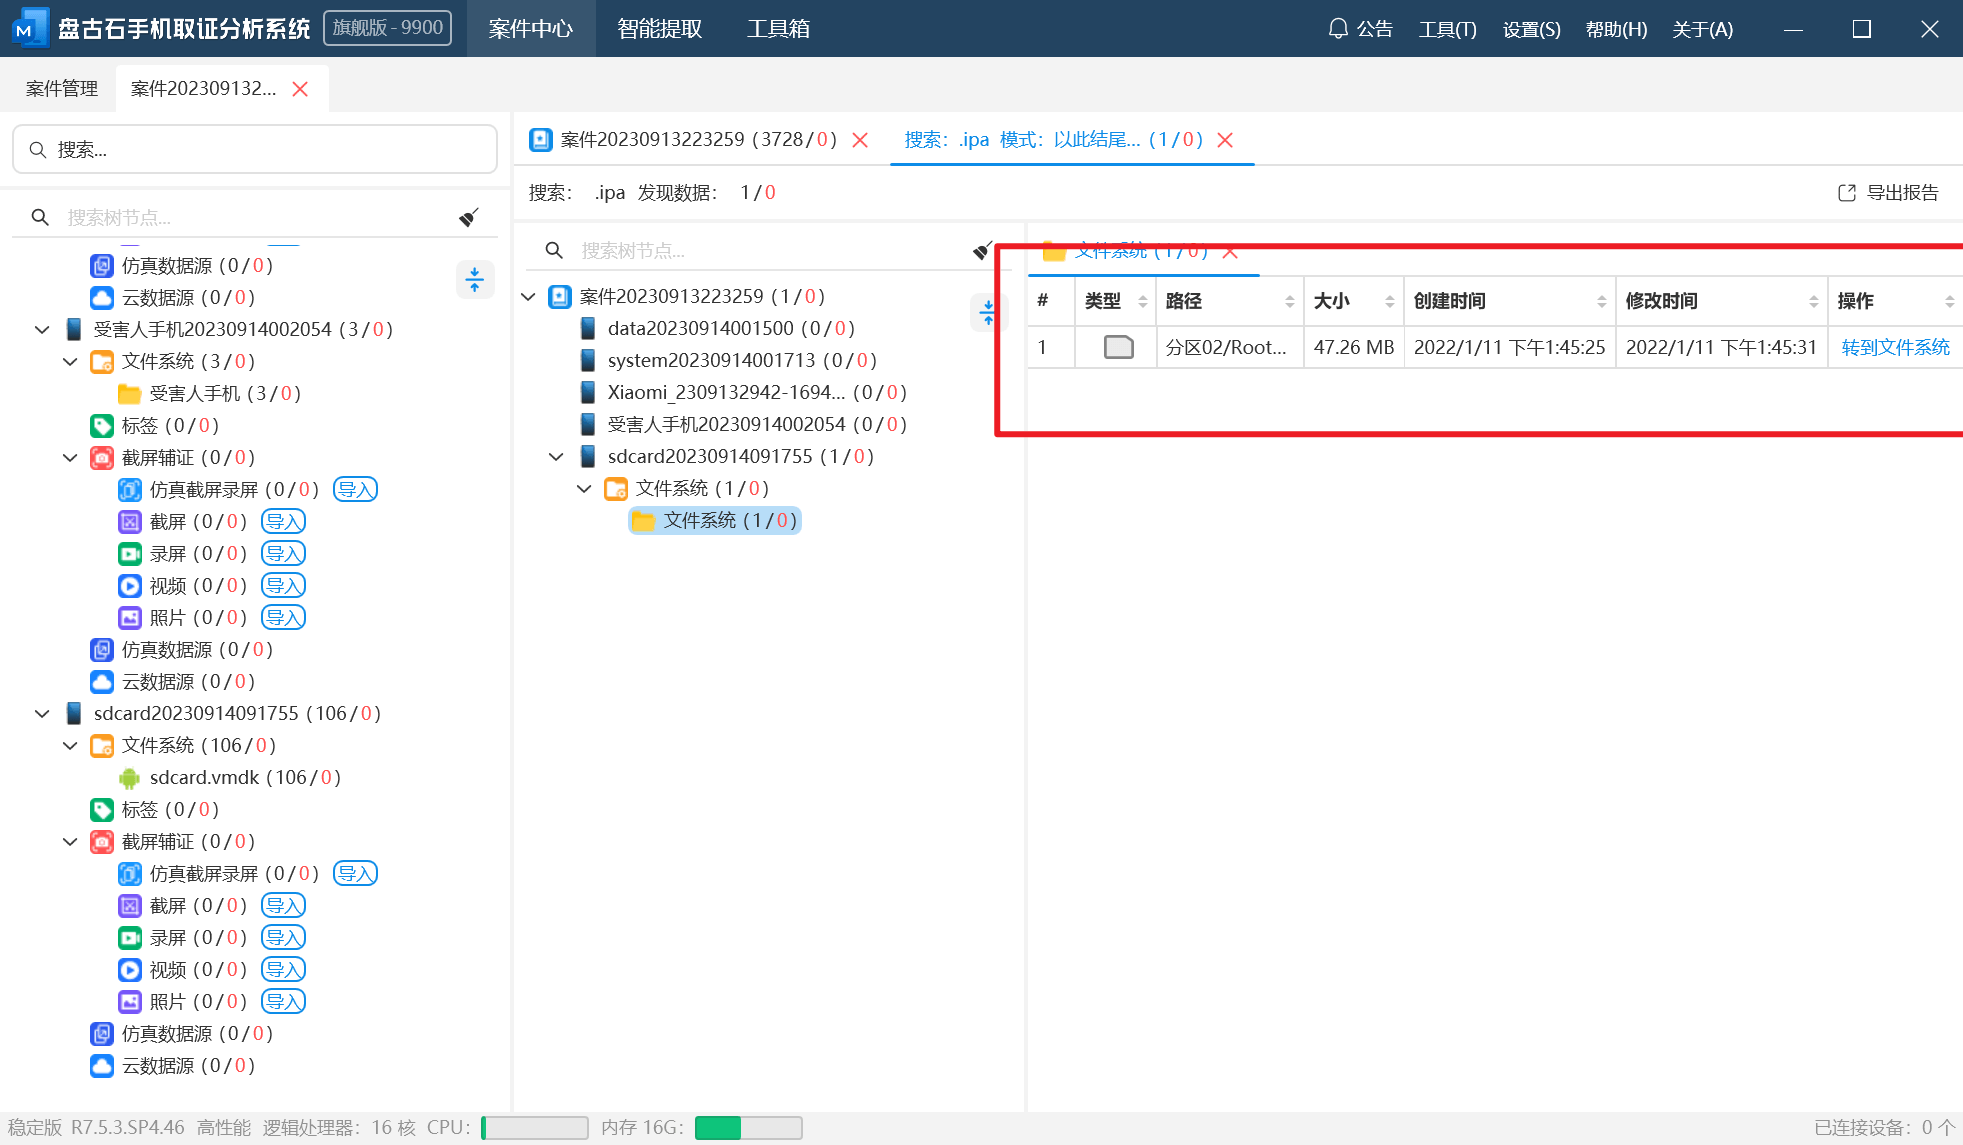 盘古石手机取证分析系统 旗舰版 - 9900 案件中心 智能提取 工具箱 公告 工具(T) 设置(S) 帮助(H) 关于(A)
案件管理 案件202309132...
搜索...
搜索树节点...
仿真数据源 (0/0)
云数据源 (0/0)
受害人手机20230914002054 (3/0)
文件系统 (3/0)
受害人手机 (3/0)
标签 (0/0)
截屏辅证 (0/0)
仿真截屏录屏 (0/0) 导入
截屏 (0/0) 导入
录屏 (0/0) 导入
视频 (0/0) 导入
照片 (0/0) 导入
仿真数据源 (0/0)
云数据源 (0/0)
sdcard20230914091755 (106/0)
文件系统 (106/0)
sdcard.vmdk (106/0)
标签 (0/0)
截屏辅证 (0/0)
仿真截屏录屏 (0/0) 导入
截屏 (0/0) 导入
录屏 (0/0) 导入
视频 (0/0) 导入
照片 (0/0) 导入
仿真数据源 (0/0)
云数据源 (0/0)
案件20230913223259 (3728/0) 搜索：.ipa 模式：以此结尾... (1/0)
搜索： .ipa 发现数据： 1/0 导出报告
搜索树节点...
案件20230913223259 (1/0)
data20230914001500 (0/0)
system20230914001713 (0/0)
Xiaomi_2309132942-1694... (0/0)
受害人手机20230914002054 (0/0)
sdcard20230914091755 (1/0)
文件系统 (1/0)
文件系统 (1/0)
文件系统 (1/0)
# 类型 路径 大小 创建时间 修改时间 操作
1 分区02/Root... 47.26 MB 2022/1/11 下午1:45:25 2022/1/11 下午1:45:31 转到文件系统
稳定版 R7.5.3.SP4.46 高性能 逻辑处理器：16 核 CPU： 内存 16G： 已连接设备：0 个